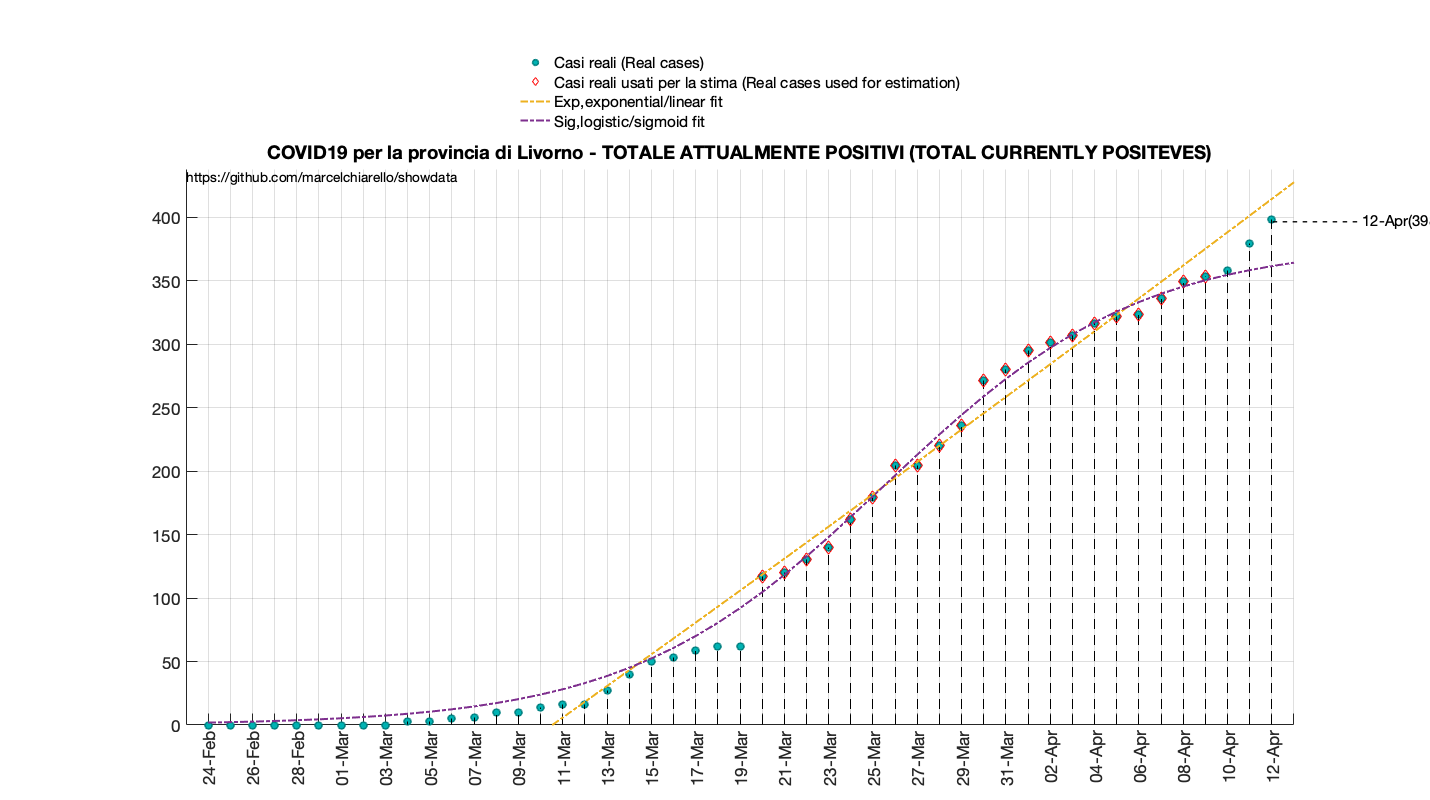 Casi reali (Real cases)
Casi reali usati per la stima (Real cases used for estimation)
Exp,exponential/linear fit
Sig,logistic/sigmoid fit
COVID19 per la provincia di Livorno - TOTALE ATTUALMENTE POSITIVI (TOTAL CURRENTLY POSITEVES)
https://github.com/marcelchiarello/showdata
400
350
300
250
200
150
100
50
0
12-Apr(39
24-Feb
26-Feb
28-Feb
01-Mar
03-Mar
05-Mar
07-Mar
09-Mar
11-Mar
13-Mar
15-Mar
17-Mar
19-Mar
21-Mar
23-Mar
25-Mar
27-Mar
29-Mar
31-Mar
02-Apr
04-Apr
06-Apr
08-Apr
10-Apr
12-Apr